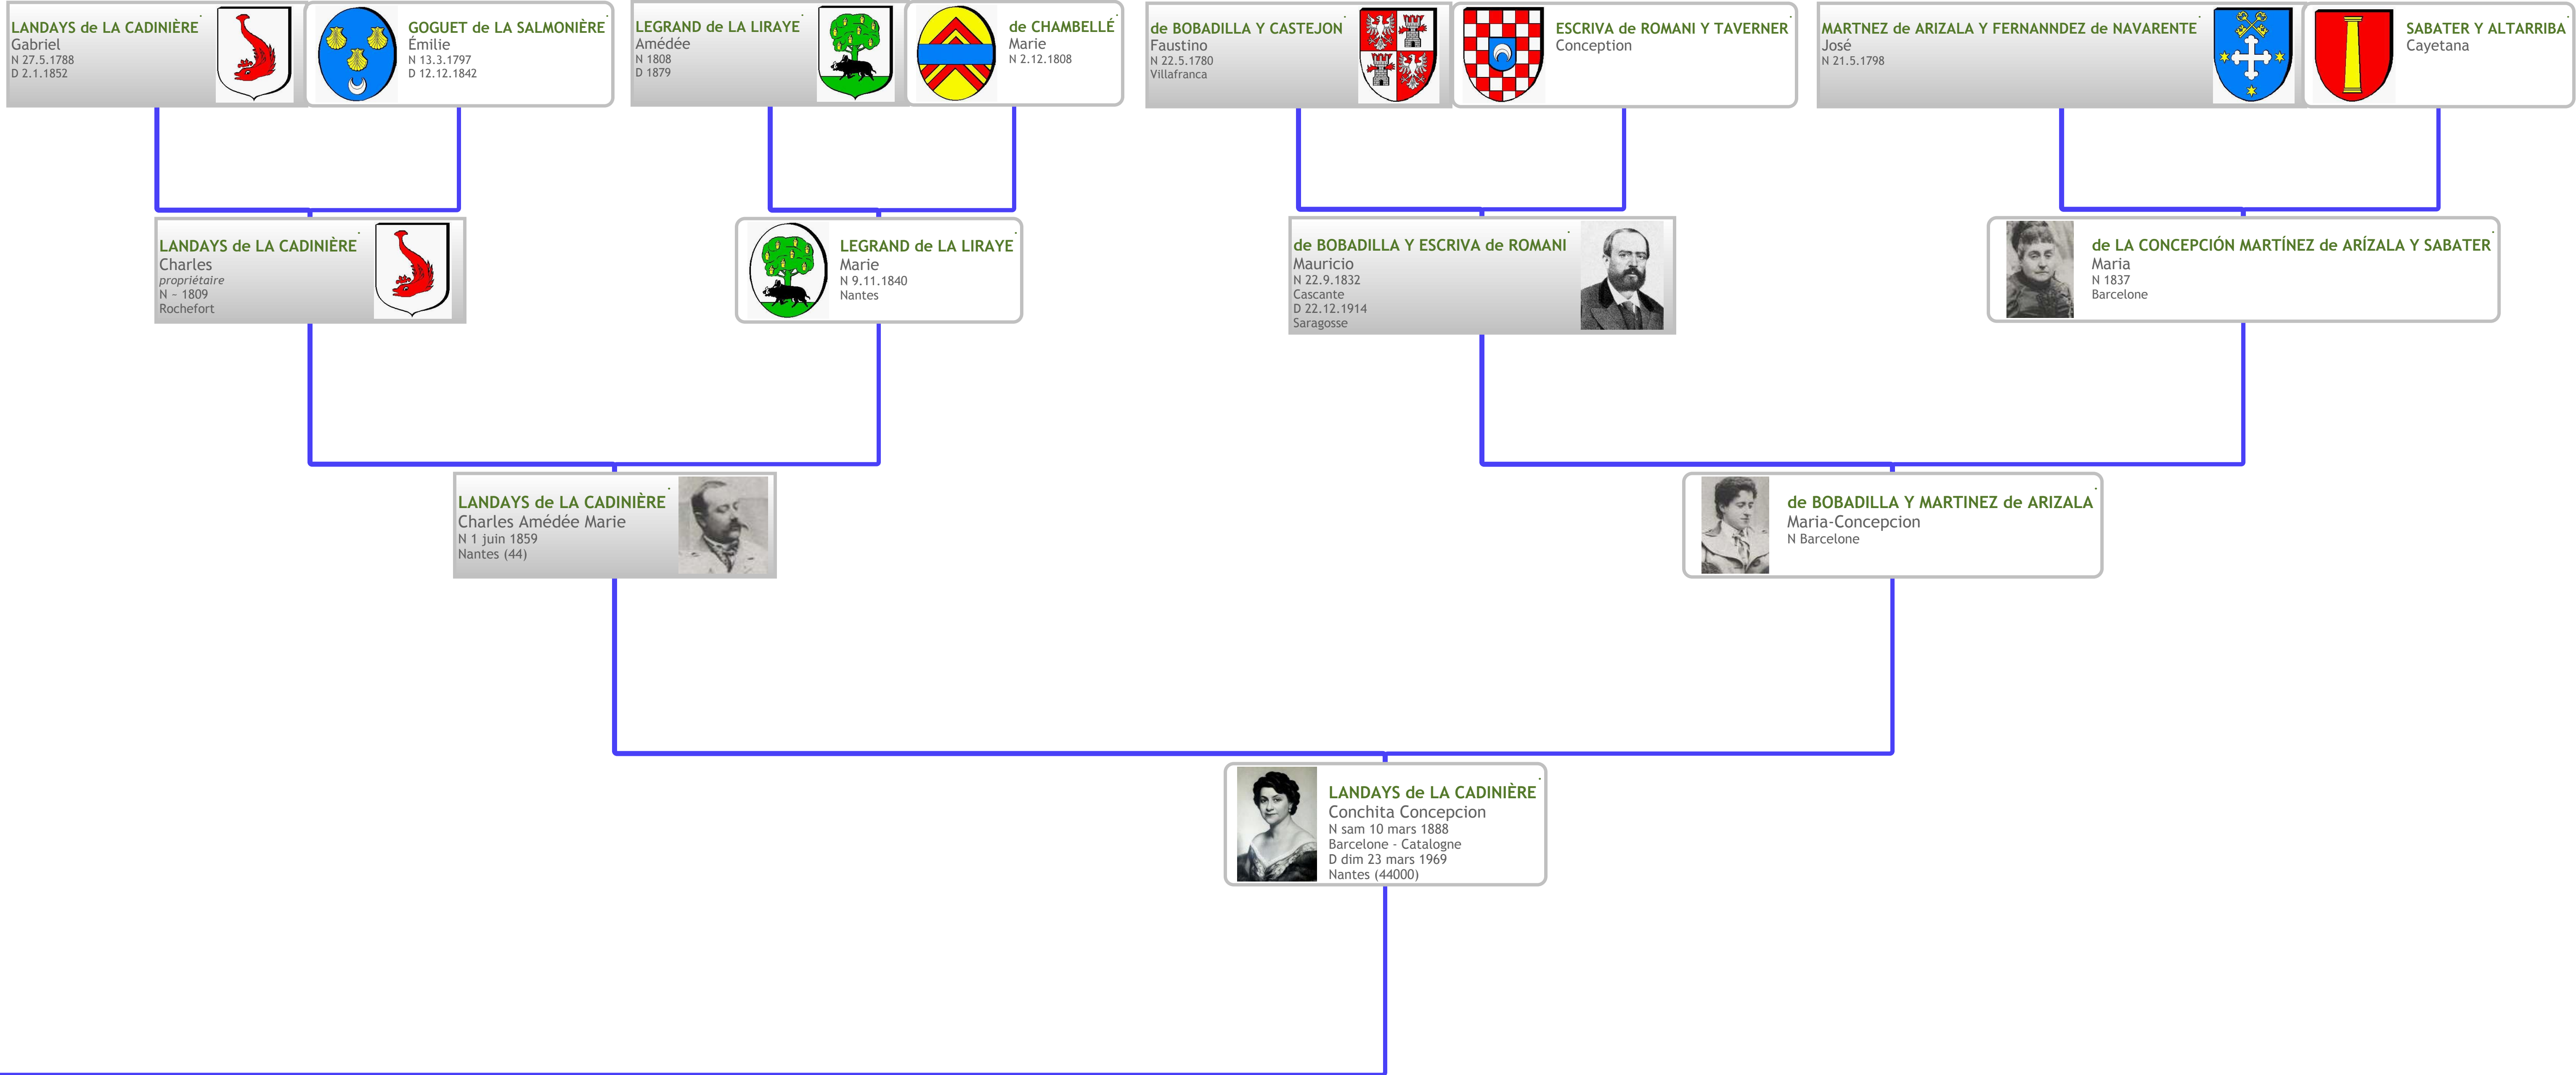 LANDAYS de LA CADINIÈRE
Gabriel
N 27.5.1788
D 2.1.1852
GOGUET de LA SALMONIÈRE
Émilie
N 13.3.1797
D 12.12.1842
LEGRAND de LA LIRAYE
Amédée
N 1808
D 1879
de CHAMBELLÉ
Marie
N 2.12.1808
de BOBADILLA Y CASTEJON
Faustino
N 22.5.1780
Villafranca
ESCRIVA de ROMANI Y TAVERNER
Conception
MARTNEZ de ARIZALA Y FERNANNDEZ de NAVARENTE
José
N 21.5.1798
SABATER Y ALTARRIBA
Cayetana
LANDAYS de LA CADINIÈRE
Charles
propriétaire
N ~ 1809
Rochefort
LEGRAND de LA LIRAYE
Marie
N 9.11.1840
Nantes
de BOBADILLA Y ESCRIVA de ROMANI
Mauricio
N 22.9.1832
Cascante
D 22.12.1914
Saragosse
de LA CONCEPCIÓN MARTÍNEZ de ARÍZALA Y SABATER
Maria
N 1837
Barcelone
LANDAYS de LA CADINIÈRE
Charles Amédée Marie
N 1 juin 1859
Nantes (44)
de BOBADILLA Y MARTINEZ de ARIZALA
Maria-Concepcion
N Barcelone
LANDAYS de LA CADINIÈRE
Conchita Concepcion
N sam 10 mars 1888
Barcelone - Catalogne
D dim 23 mars 1969
Nantes (44000)